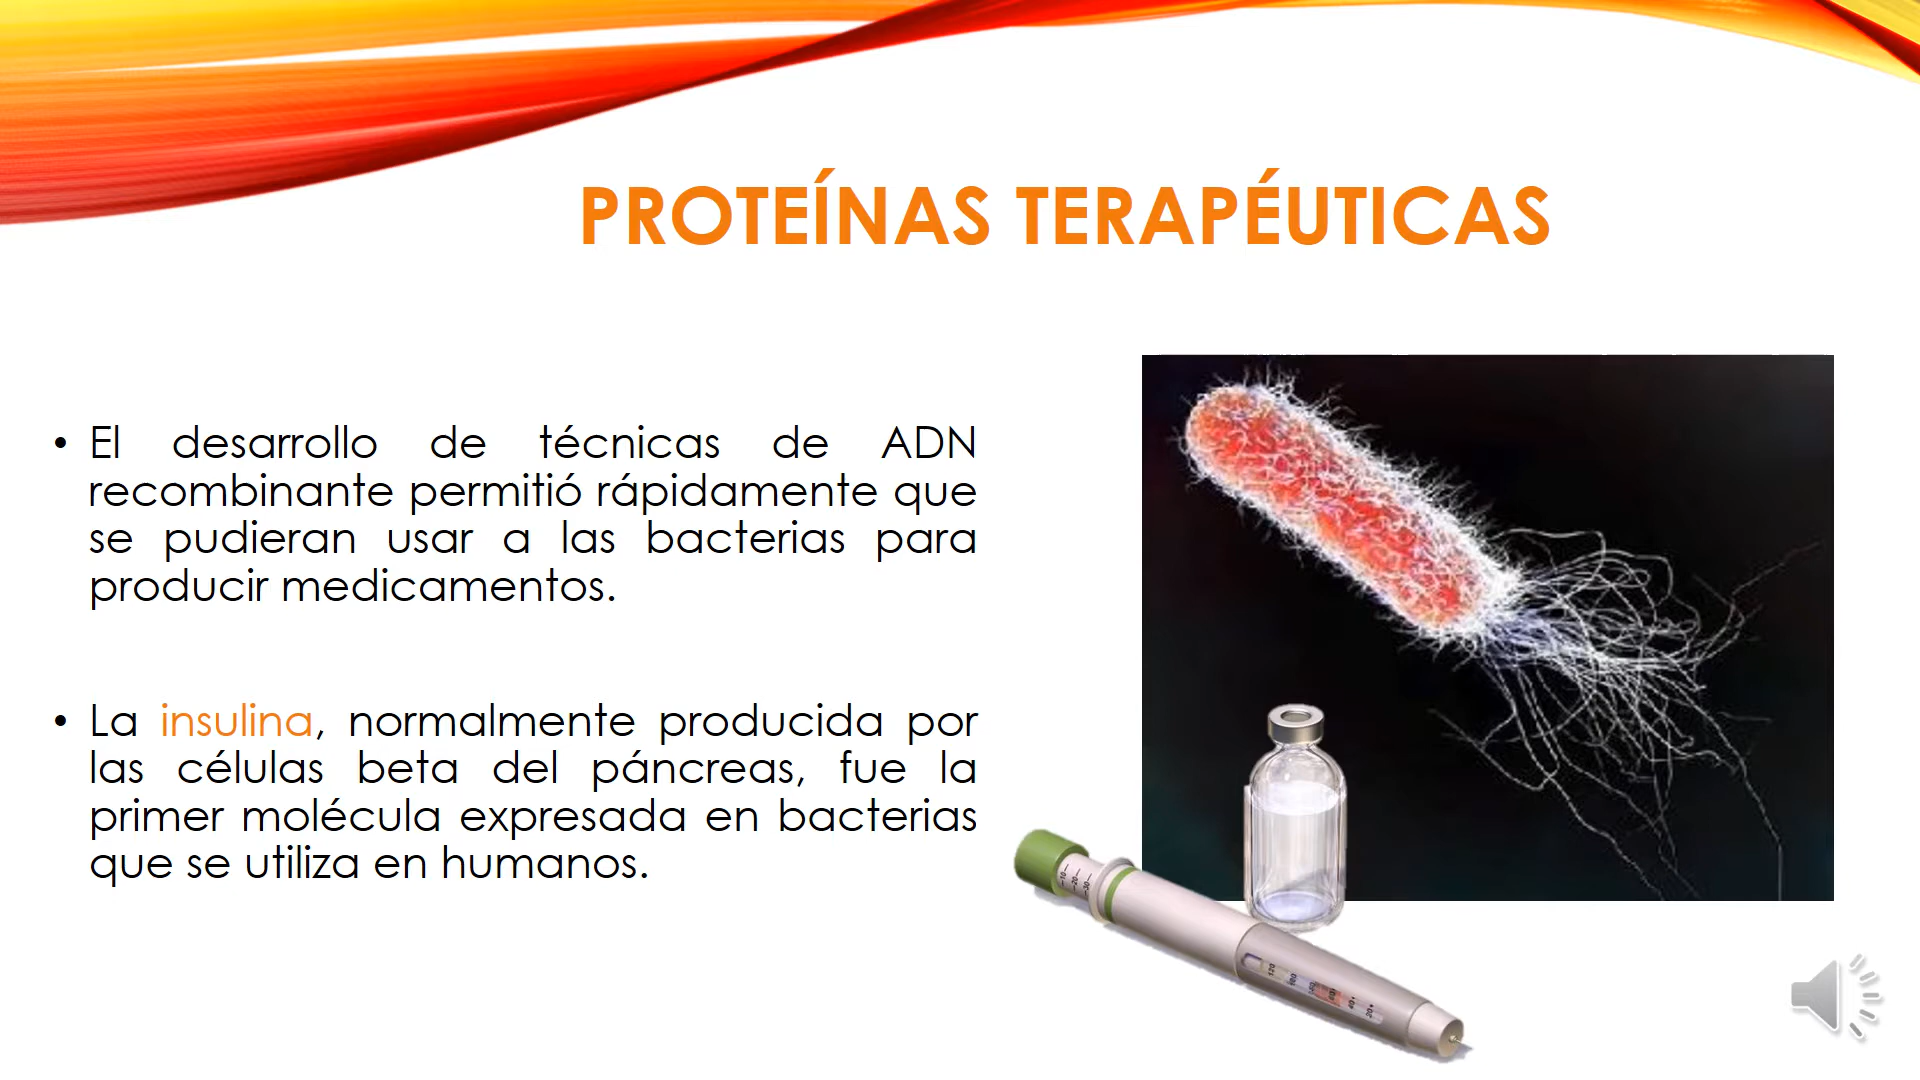 PROTEÍNAS TERAPÉUTICAS
• El desarrollo de técnicas de ADN
recombinante permitió rápidamente que
se pudieran usar a las bacterias para
producir medicamentos.
• La insulina, normalmente producida por
las células beta del páncreas, fue la
primer molécula expresada en bacterias
que se utiliza en humanos.